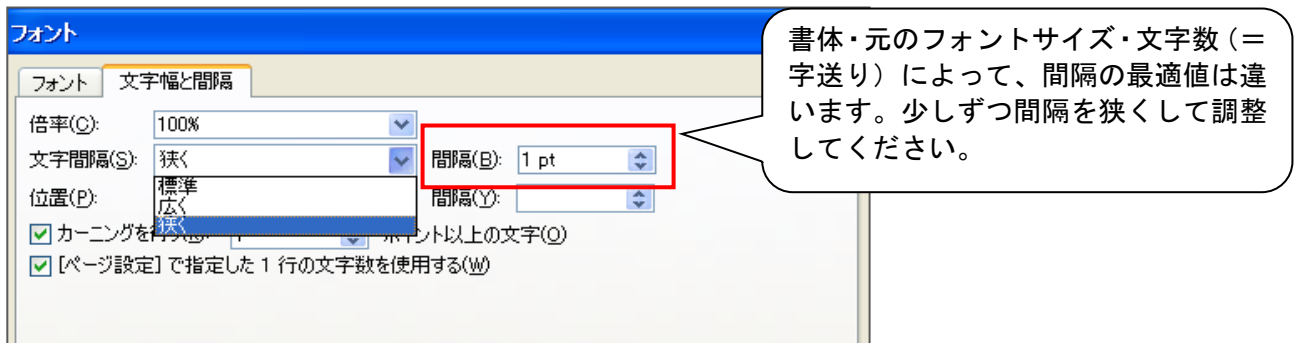 フォント
フォント 文字幅と間隔
倍率(C): 100%
文字間隔(S): 狭く 間隔(B): 1 pt
標準
位置(P): 間隔(Y):
広く
狭く
カーニングを ポイント以上の文字(O)
[ページ設定] で指定した 1 行の文字数を使用する(W)
書体・元のフォントサイズ・文字数(=
字送り)によって、間隔の最適値は違
います。少しずつ間隔を狭くして調整
してください。